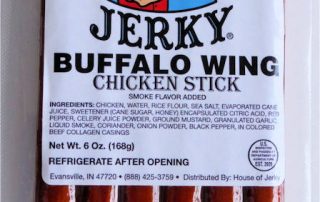 JERKY®
BUFFALO WING
CHICKEN STICK
SMOKE FLAVOR ADDED
INGREDIENTS: CHICKEN, WATER, RICE FLOUR, SEA SALT, EVAPORATED CANE
JUICE, SWEETENER (CANE SUGAR, HONEY) ENCAPSULATED CITRIC ACID, RED
PEPPER, CELERY JUICE POWDER, GROUND MUSTARD, GRANULATED GARLIC,
LIQUID SMOKE, CORIANDER, ONION POWDER, BLACK PEPPER, IN COLORED
BEEF COLLAGEN CASINGS
Net Wt. 6 Oz. (168g)
REFRIGERATE AFTER OPENING
Evansville, IN 47720 • (888) 425-3759 • Distributed By: House of Jerky